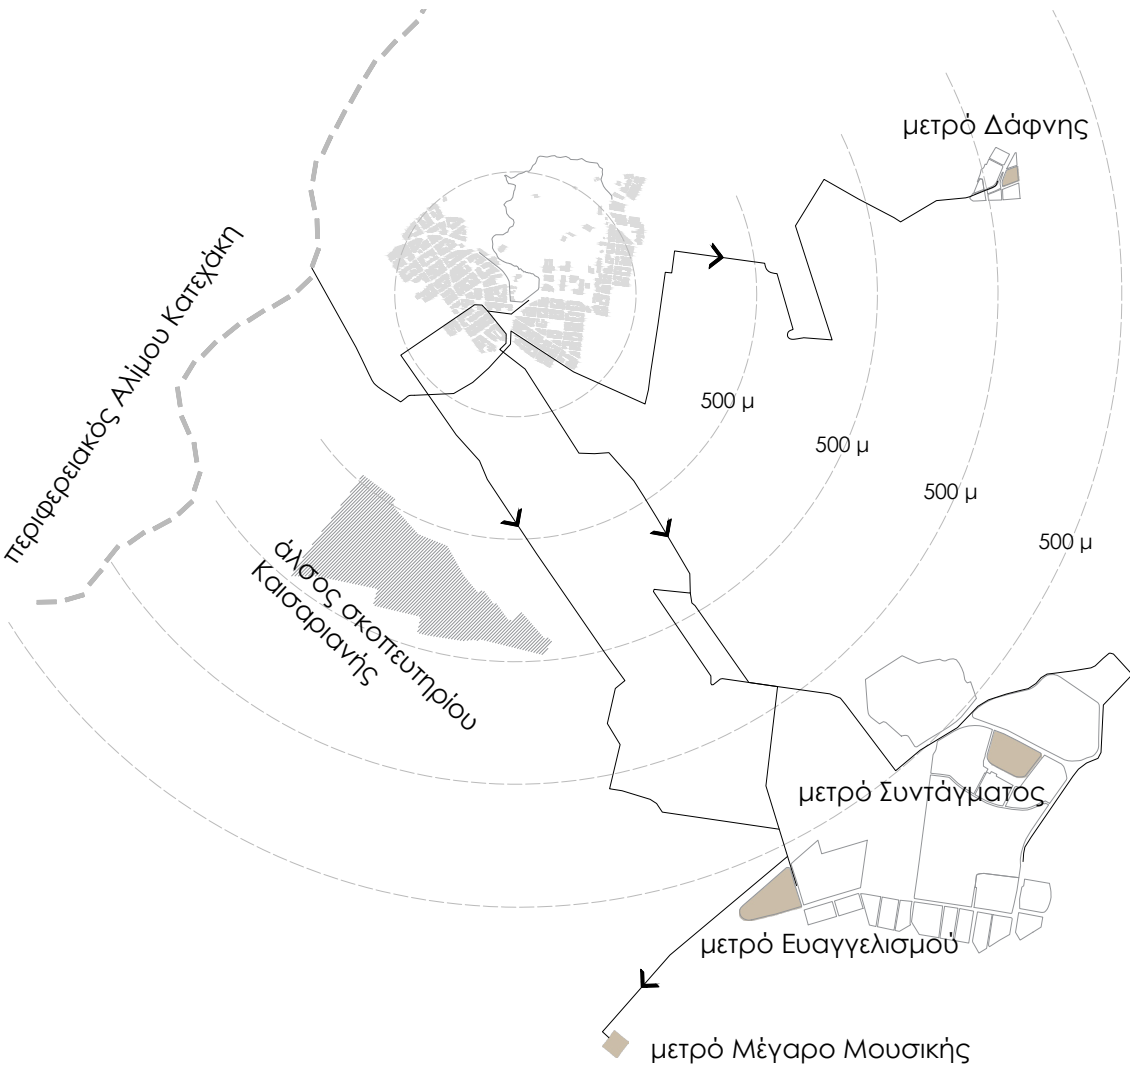 μετρό Δάφνης
περιφερειακός Αλίμου Κατεχάκη
500 μ
500 μ
500 μ
500 μ
άλσος σκοπευτηρίου
Καισαριανής
μετρό Συντάγματος
μετρό Ευαγγελισμού
μετρό Μέγαρο Μουσικής